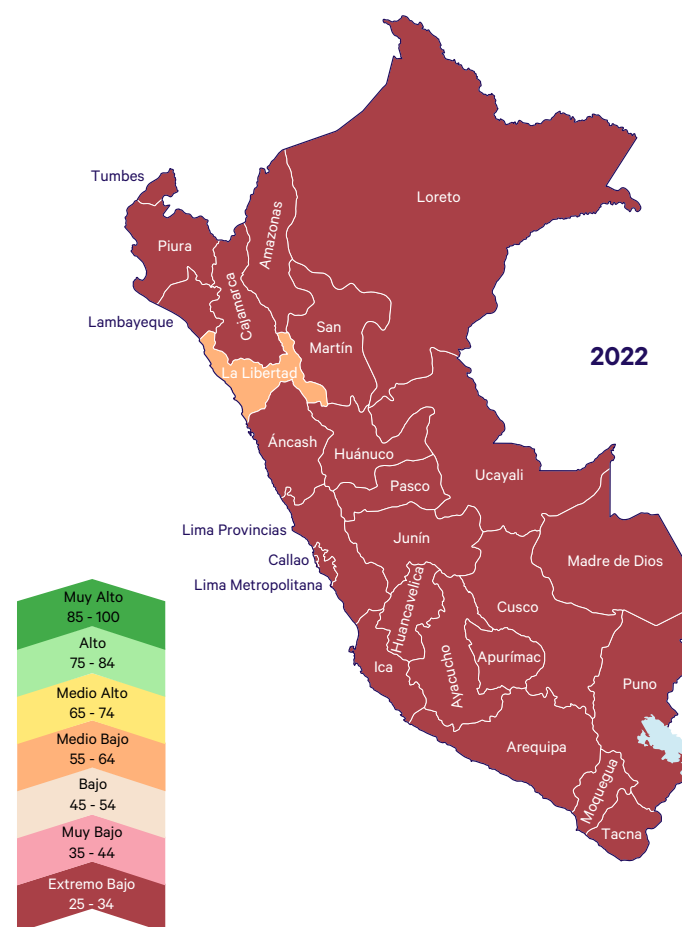 Tumbes
Loreto
Amazonas
Piura
Cajamarca
Lambayeque
San
Martín
2022
La Libertad
Áncash
Huánuco
Ucayali
Pasco
Lima Provincias
Junín
Callao
Madre de Dios
Lima Metropolitana
Huancavelica
Cusco
Apurímac
Ica
Ayacucho
Puno
Arequipa
Moquegua
Tacna
Muy Alto
85 - 100
Alto
75 - 84
Medio Alto
65 - 74
Medio Bajo
55 - 64
Bajo
45 - 54
Muy Bajo
35 - 44
Extremo Bajo
25 - 34